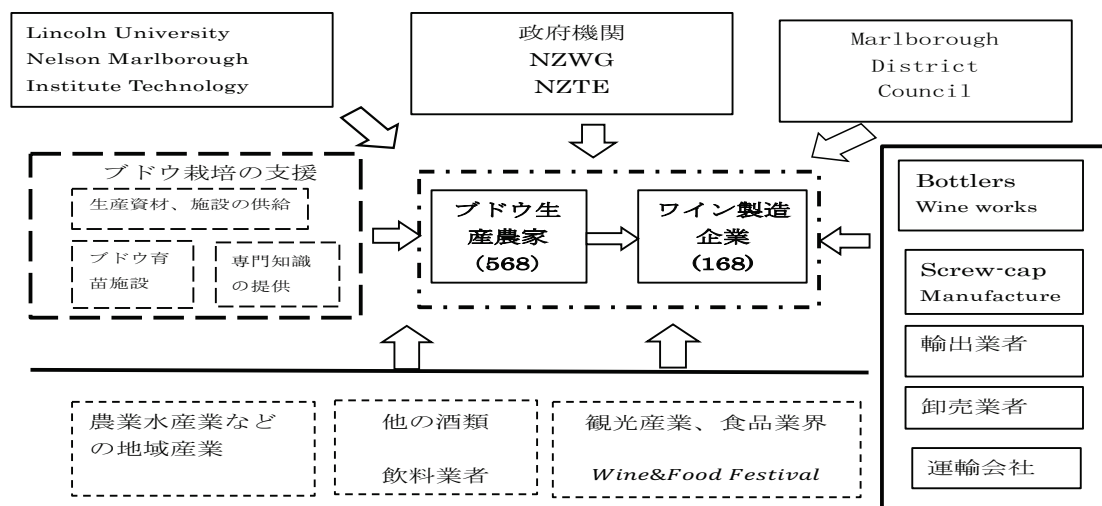 Lincoln University
Nelson Marlborough
Institute Technology
政府機関
NZWG
NZTE
Marlborough
District
Council
ブドウ栽培の支援
生産資材、施設の供給
ブドウ育
苗施設
専門知識
の提供
ブドウ生
産農家
(568)
ワイン製造
企業
(168)
Bottlers
Wine works
Screw-cap
Manufacture
輸出業者
卸売業者
運輸会社
農業水産業など
の地域産業
他の酒類
飲料業者
観光産業、食品業界
Wine&Food Festival